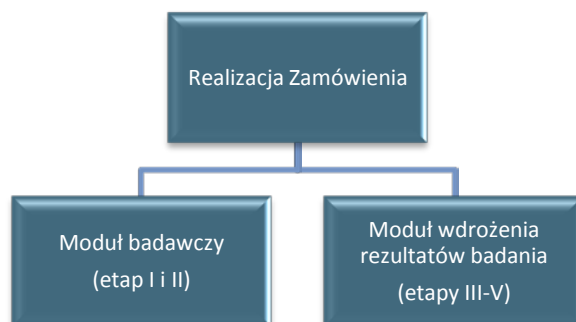 Realizacja Zamówienia
Moduł badawczy
(etap I i II)
Moduł wdrożenia
rezultatów badania
(etapy III-V)